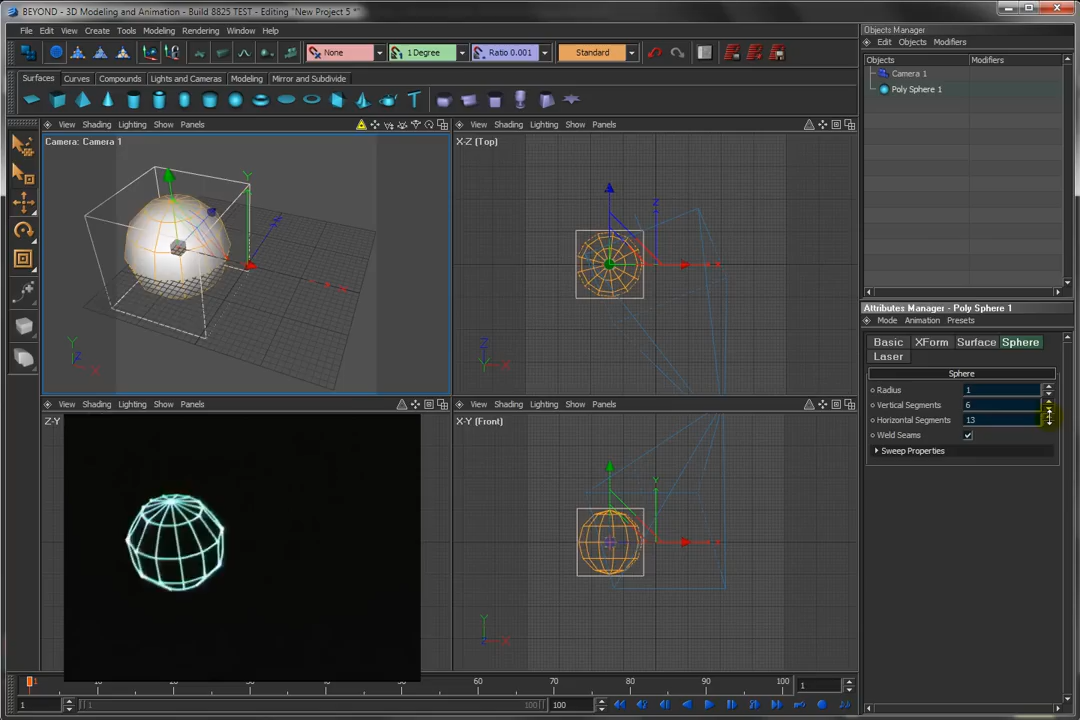 BEYOND - 3D Modeling and Animation - Build 8825 TEST - Editing "New Project 5 *"
File Edit View Create Tools Modeling Rendering Window Help
None 1 Degree Ratio 0.001 Standard
Surfaces Curves Compounds Lights and Cameras Modeling Mirror and Subdivide
View Shading Lighting Show Panels
Camera: Camera 1
Y
Z
Y
Z
X
View Shading Lighting Show Panels
X-Z (Top)
Z
Z
Y
X
View Shading Lighting Show Panels
Z-Y
View Shading Lighting Show Panels
X-Y (Front)
Y
Y
X
1 20 30 60 70 80 90 100 1
1 1 100 100
Objects Manager
Edit Objects Modifiers
Objects Modifiers
Camera 1
Poly Sphere 1
Attributes Manager - Poly Sphere 1
Mode Animation Presets
Basic XForm Surface Sphere
Laser
Sphere
Radius 1
Vertical Segments 6
Horizontal Segments 13
Weld Seams
Sweep Properties